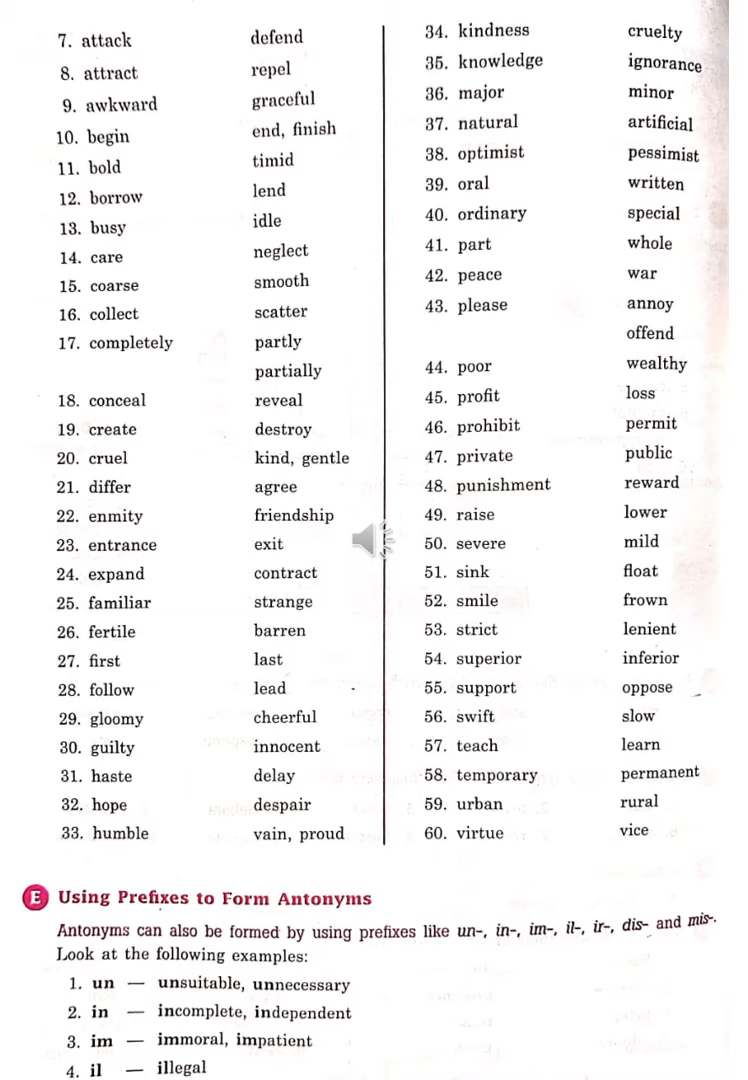 7. attack defend
8. attract repel
9. awkward graceful
10. begin end, finish
11. bold timid
12. borrow lend
13. busy idle
14. care neglect
15. coarse smooth
16. collect scatter
17. completely partly
partially
18. conceal reveal
19. create destroy
20. cruel kind, gentle
21. differ agree
22. enmity friendship
23. entrance exit
24. expand contract
25. familiar strange
26. fertile barren
27. first last
28. follow lead
29. gloomy cheerful
30. guilty innocent
31. haste delay
32. hope despair
33. humble vain, proud
34. kindness cruelty
35. knowledge ignorance
36. major minor
37. natural artificial
38. optimist pessimist
39. oral written
40. ordinary special
41. part whole
42. peace war
43. please annoy
offend
44. poor wealthy
45. profit loss
46. prohibit permit
47. private public
48. punishment reward
49. raise lower
50. severe mild
51. sink float
52. smile frown
53. strict lenient
54. superior inferior
55. support oppose
56. swift slow
57. teach learn
58. temporary permanent
59. urban rural
60. virtue vice
E Using Prefixes to Form Antonyms
Antonyms can also be formed by using prefixes like un-, in-, im-, il-, ir-, dis- and mis-.
Look at the following examples:
1. un — unsuitable, unnecessary
2. in — incomplete, independent
3. im — immoral, impatient
4. il — illegal